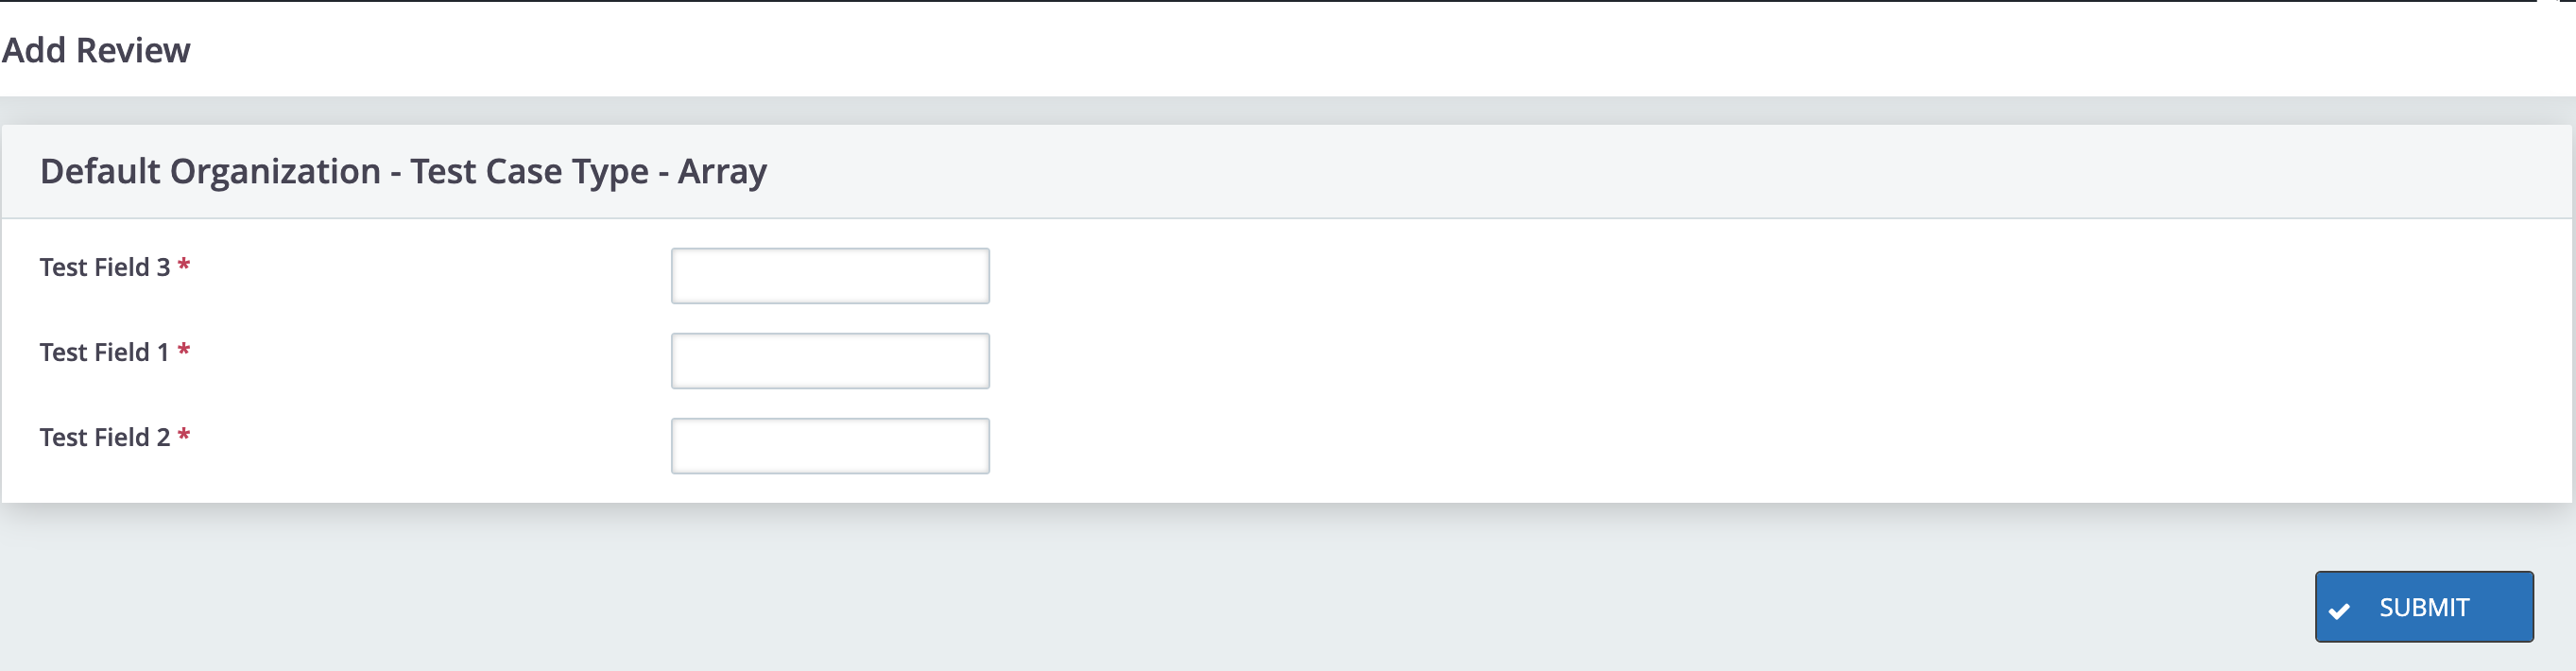 Add Review
Default Organization - Test Case Type - Array
Test Field 3 *
Test Field 1 *
Test Field 2 *
SUBMIT